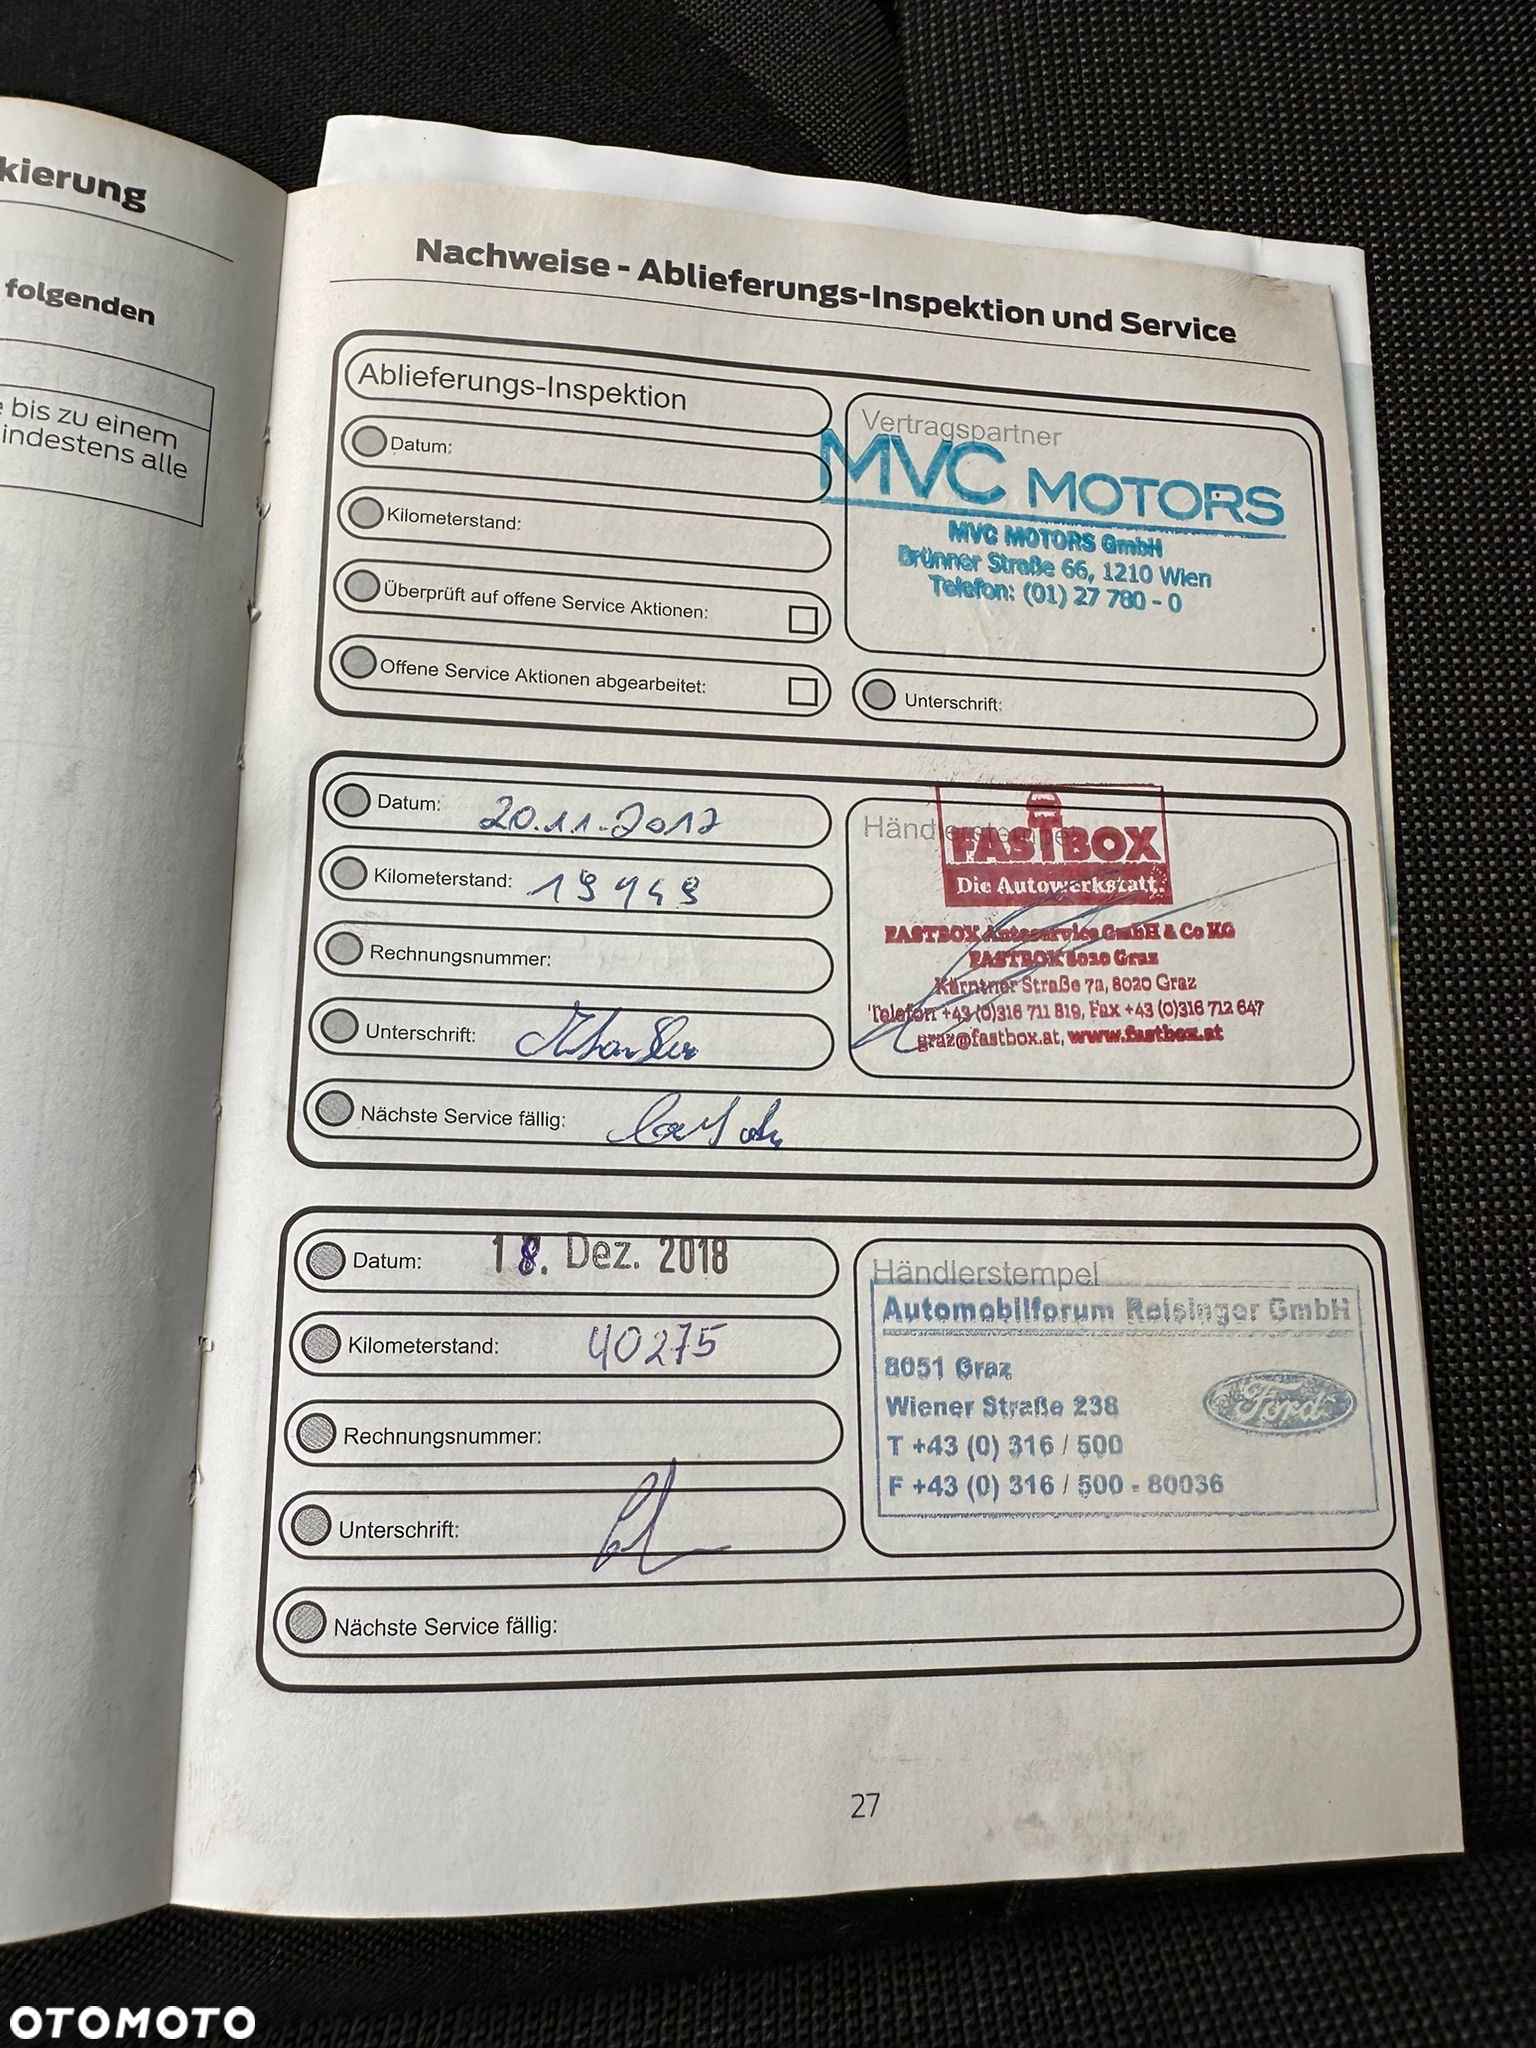 kierung
folgenden
bis zu einem
indestens alle
Nachweise - Ablieferungs-Inspektion und Service
Ablieferungs-Inspektion
Datum:
Kilometerstand:
Überprüft auf offene Service Aktionen:
Offene Service Aktionen abgearbeitet:
Vertragspartner
MVC MOTORS
MVC MOTORS GmbH
Brünner Straße 66, 1210 Wien
Telefon: (01) 27 780 - 0
Unterschrift:
Datum: 20.11.2017
Kilometerstand:
Rechnungsnummer:
Unterschrift:
Nächste Service fällig:
Händlerstempel
FASTBOX
Die Autowerkstatt.
FASTBOX Autoservice GmbH & Co KG
FASTBOX 8020 Graz
Kärntner Straße 7a, 8020 Graz
Telefon +43 (0)316 711 819, Fax +43 (0)316 712 647
graz@fastbox.at, www.fastbox.at
Datum: 18. Dez. 2018
Kilometerstand: 40275
Rechnungsnummer:
Unterschrift:
Nächste Service fällig:
Händlerstempel
Automobilforum Reisinger GmbH
8051 Graz
Wiener Straße 238
Ford
T +43 (0) 316 / 500
F +43 (0) 316 / 500 - 80036
27
OTOMOTO